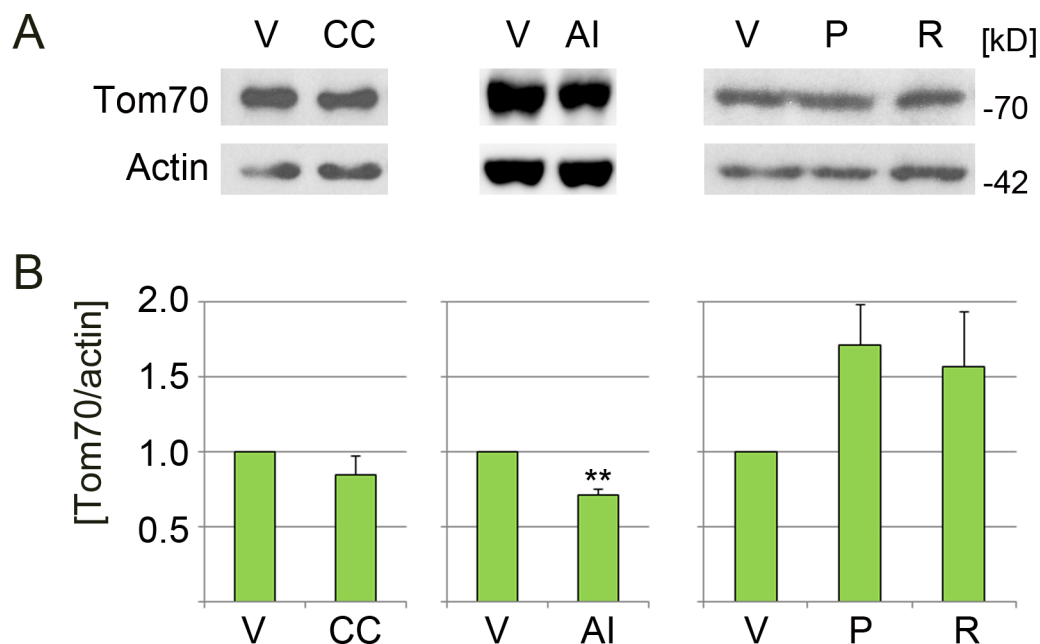 A
V CC V AI V P R [kD]
Tom70 -70
Actin -42
B
[Tom70/actin]
2.0
1.5
1.0
**
0.5
V CC V AI V P R